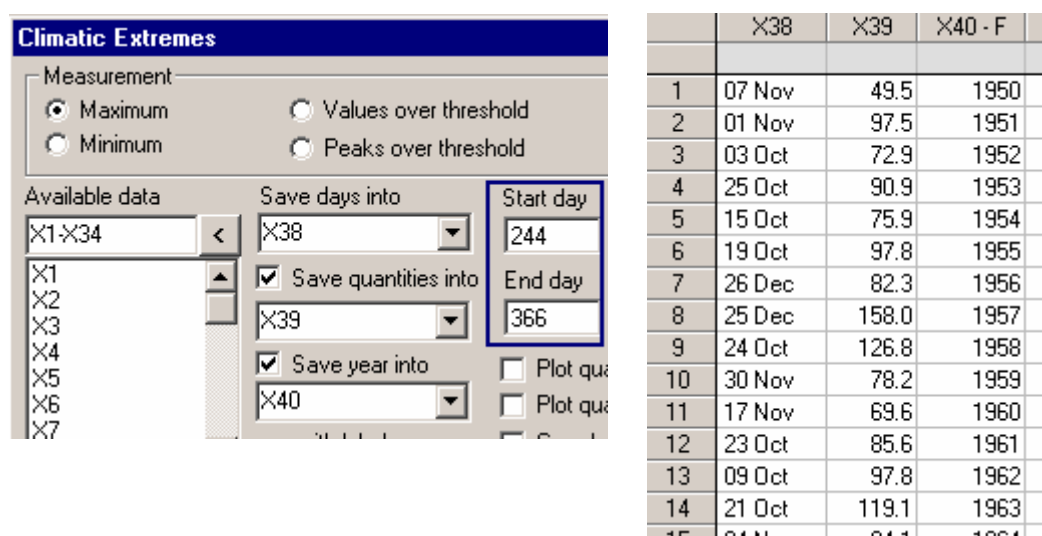 Climatic Extremes
Measurement
Maximum
Values over threshold
Minimum
Peaks over threshold
Available data
Save days into
Start day
X1-X34 <
X38
244
X1
X2
X3
X4
X5
X6
X7
Save quantities into
End day
X39
366
Save year into
Plot
X40
Plot
X38 X39 X40 - F
1 07 Nov 49.5 1950
2 01 Nov 97.5 1951
3 03 Oct 72.9 1952
4 25 Oct 90.9 1953
5 15 Oct 75.9 1954
6 19 Oct 97.8 1955
7 26 Dec 82.3 1956
8 25 Dec 158.0 1957
9 24 Oct 126.8 1958
10 30 Nov 78.2 1959
11 17 Nov 69.6 1960
12 23 Oct 85.6 1961
13 09 Oct 97.8 1962
14 21 Oct 119.1 1963